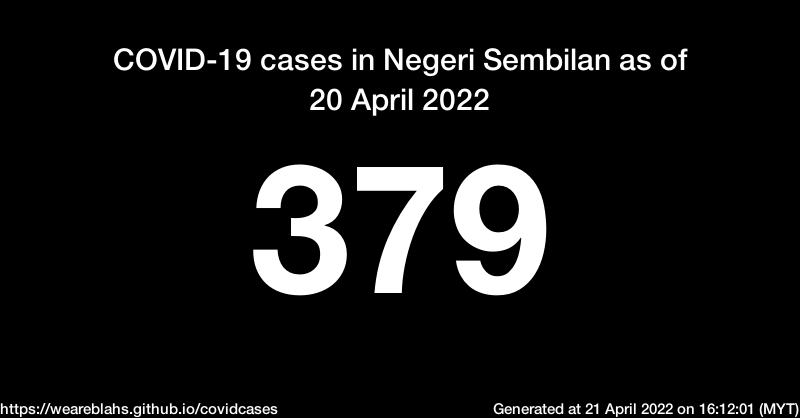 COVID-19 cases in Negeri Sembilan as of
20 April 2022
379
https://weareblahs.github.io/covidcases
Generated at 21 April 2022 on 16:12:01 (MYT)